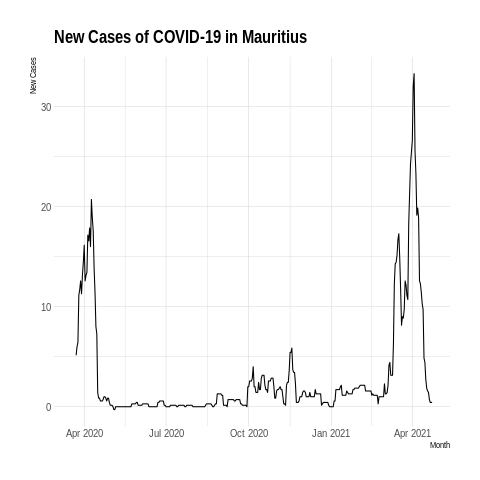 New Cases of COVID-19 in Mauritius
New Cases
30
20
10
0
Apr 2020
Jul 2020
Oct 2020
Jan 2021
Apr 2021
Month